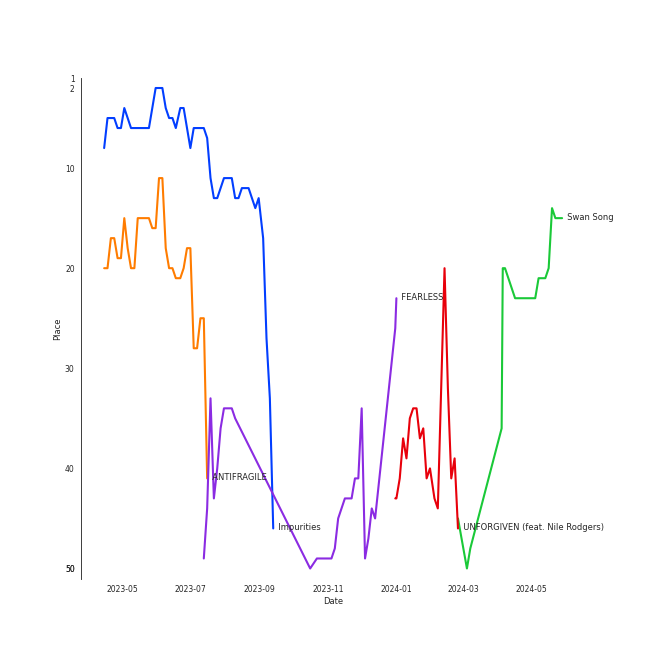 1
2
10
20
30
40
50
Place
Swan Song
FEARLESS
ANTIFRAGILE
Impurities
UNFORGIVEN (feat. Nile Rodgers)
2023-05
2023-07
2023-09
2023-11
2024-01
2024-03
2024-05
Date